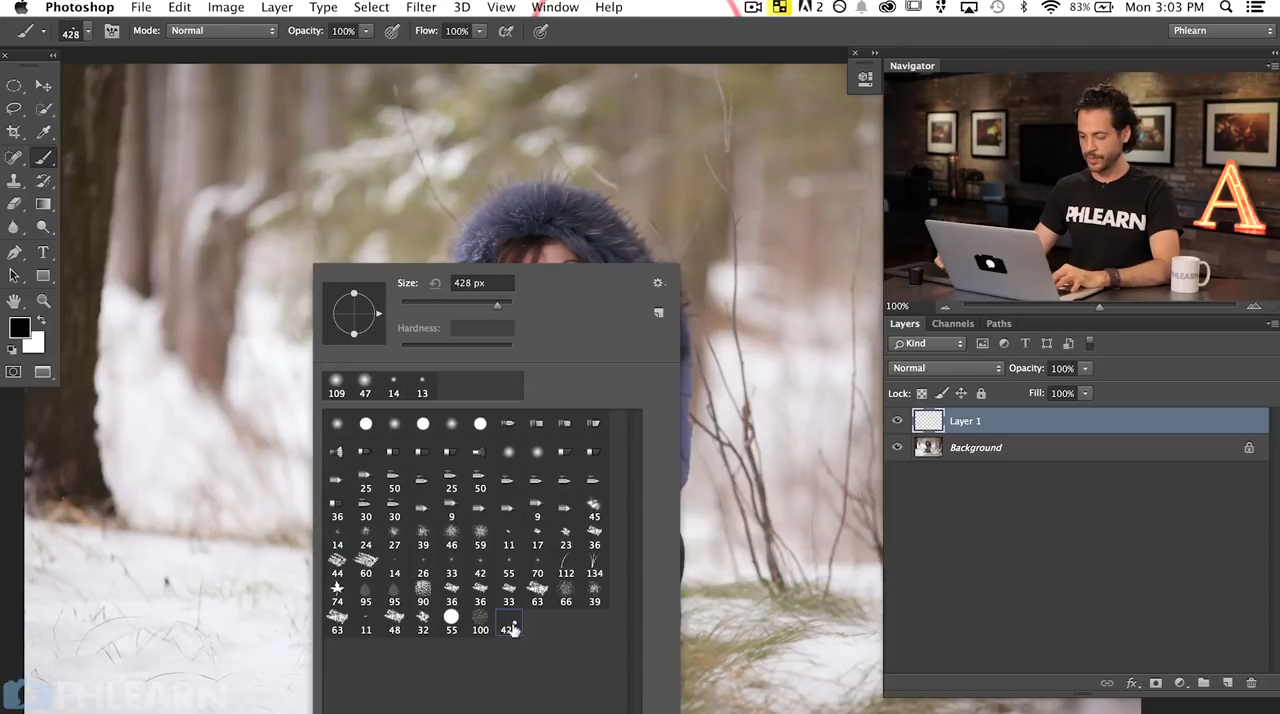 Photoshop File Edit Image Layer Type Select Filter 3D View Window Help 2 83% Mon 3:03 PM
428 Mode: Normal Opacity: 100% Flow: 100% Phlearn
Navigator
PHLEARN
A
PHLEARN
100%
Size: 428 px
Hardness:
109 47 14 13
25 50 25 50
36 30 30 9 9 45
14 24 27 39 46 59 11 17 23 36
44 60 14 26 33 42 55 70 112 134
74 95 95 90 36 36 33 63 66 39
63 11 48 32 55 100
Layers Channels Paths
Kind
Normal Opacity: 100%
Lock: Fill: 100%
Layer 1
Background
PHLEARN